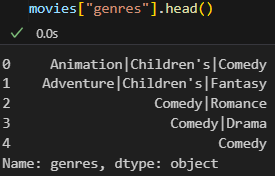 movies["genres"].head()
0.0s
0 Animation|Children's|Comedy
1 Adventure|Children's|Fantasy
2 Comedy|Romance
3 Comedy|Drama
4 Comedy
Name: genres, dtype: object